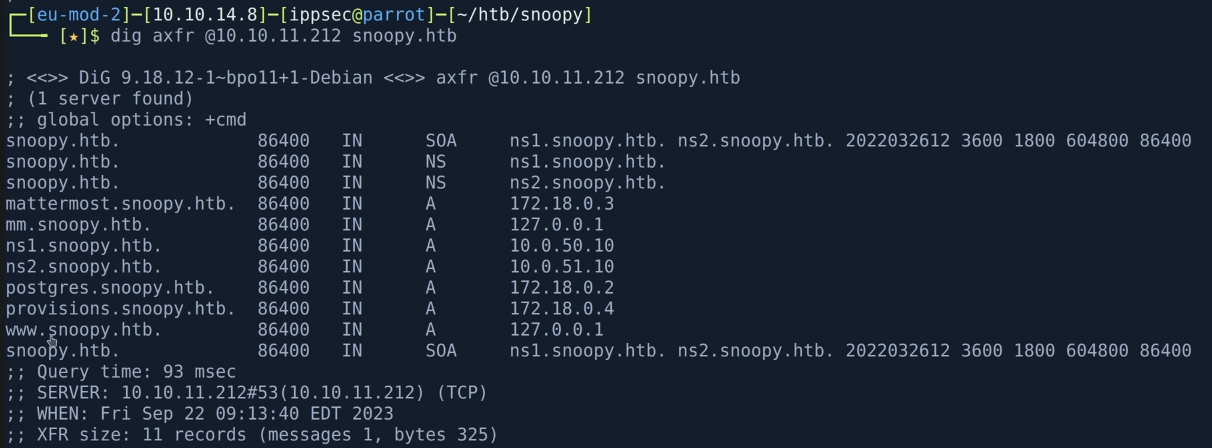 ┌─[eu-mod-2]─[10.10.14.8]─[ippsec@parrot]─[~/htb/snoopy]
└──╼ [★]$ dig axfr @10.10.11.212 snoopy.htb
; <<>> DiG 9.18.12-1~bpo11+1-Debian <<>> axfr @10.10.11.212 snoopy.htb
; (1 server found)
;; global options: +cmd
snoopy.htb. 86400 IN SOA ns1.snoopy.htb. ns2.snoopy.htb. 2022032612 3600 1800 604800 86400
snoopy.htb. 86400 IN NS ns1.snoopy.htb.
snoopy.htb. 86400 IN NS ns2.snoopy.htb.
mattermost.snoopy.htb. 86400 IN A 172.18.0.3
mm.snoopy.htb. 86400 IN A 127.0.0.1
ns1.snoopy.htb. 86400 IN A 10.0.50.10
ns2.snoopy.htb. 86400 IN A 10.0.51.10
postgres.snoopy.htb. 86400 IN A 172.18.0.2
provisions.snoopy.htb. 86400 IN A 172.18.0.4
www.snoopy.htb. 86400 IN A 127.0.0.1
snoopy.htb. 86400 IN SOA ns1.snoopy.htb. ns2.snoopy.htb. 2022032612 3600 1800 604800 86400
;; Query time: 93 msec
;; SERVER: 10.10.11.212#53(10.10.11.212) (TCP)
;; WHEN: Fri Sep 22 09:13:40 EDT 2023
;; XFR size: 11 records (messages 1, bytes 325)